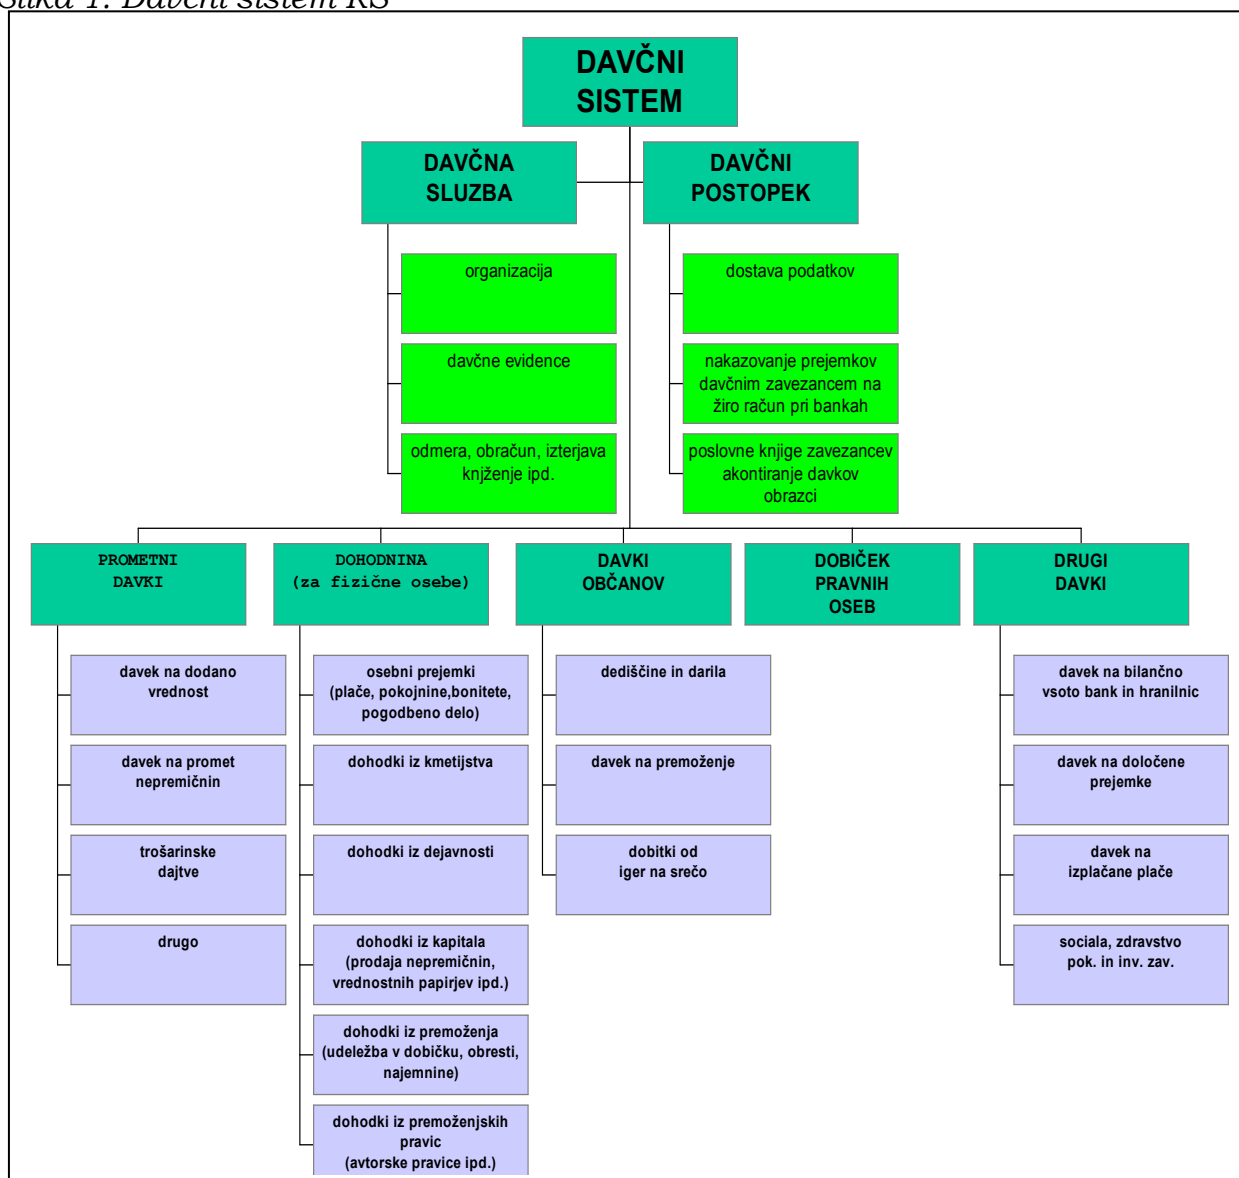 Slika 1: Davčni sistem RS
DAVČNI
SISTEM
DAVČNA
SLUZBA
DAVČNI
POSTOPEK
organizacija
davčne evidence
odmera, obračun, izterjava
knjženje ipd.
dostava podatkov
nakazovanje prejemkov
davčnim zavezancem na
žiro račun pri bankah
poslovne knjige zavezancev
akontiranje davkov
obrazci
PROMETNI
DAVKI
davek na dodano
vrednost
davek na promet
nepremičnin
trošarinske
dajtve
drugo
DOHODNINA
(za fizične osebe)
osebni prejemki
(plače, pokojnine,bonitete,
pogodbeno delo)
dohodki iz kmetijstva
dohodki iz dejavnosti
dohodki iz kapitala
(prodaja nepremičnin,
vrednostnih papirjev ipd.)
dohodki iz premoženja
(udeležba v dobičku, obresti,
najemnine)
dohodki iz premoženjskih
pravic
(avtorske pravice ipd.)
DAVKI
OBČANOV
dediščine in darila
davek na premoženje
dobitki od
iger na srečo
DOBIČEK
PRAVNIH
OSEB
DRUGI
DAVKI
davek na bilančno
vsoto bank in hranilnic
davek na določene
prejemke
davek na
izplačane plače
sociala, zdravstvo
pok. in inv. zav.